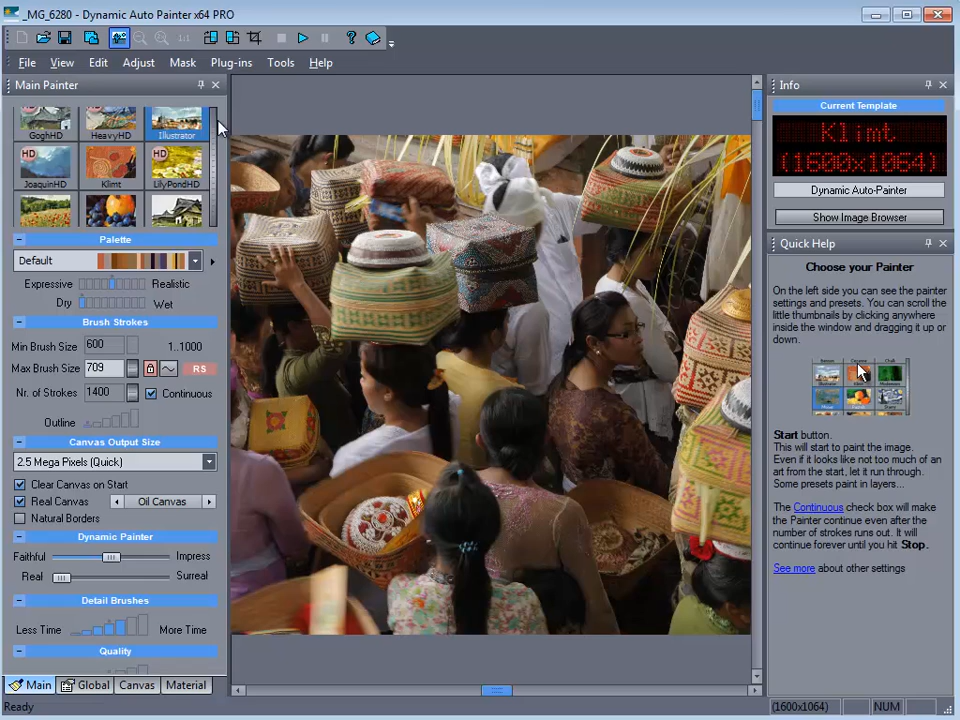 _MG_6280 - Dynamic Auto Painter x64 PRO
1:1
File View Edit Adjust Mask Plug-ins Tools Help
Main Painter
GoghHD HeavyHD Illustrator
HD HD
JoaquinHD Klimt LilyPondHD
Palette
Default
Expressive Realistic
Dry Wet
Brush Strokes
Min Brush Size 600 1..1000
Max Brush Size 709 RS
Nr. of Strokes 1400 Continuous
Outline
Canvas Output Size
2.5 Mega Pixels (Quick)
Clear Canvas on Start
Real Canvas Oil Canvas
Natural Borders
Dynamic Painter
Faithful Impress
Real Surreal
Detail Brushes
Less Time More Time
Quality
Main Global Canvas Material
Ready
Info
Current Template
Klimt
(1600x1064)
Dynamic Auto-Painter
Show Image Browser
Quick Help
Choose your Painter
On the left side you can see the painter
settings and presets. You can scroll the
little thumbnails by clicking anywhere
inside the window and dragging it up or
down.
Start button.
This will start to paint the image.
Even if it looks like not too much of an
art from the start, let it run through.
Some presets paint in layers...
The Continuous check box will make
the Painter continue even after the
number of strokes runs out. It will
continue forever until you hit Stop.
See more about other settings
(1600x1064) NUM